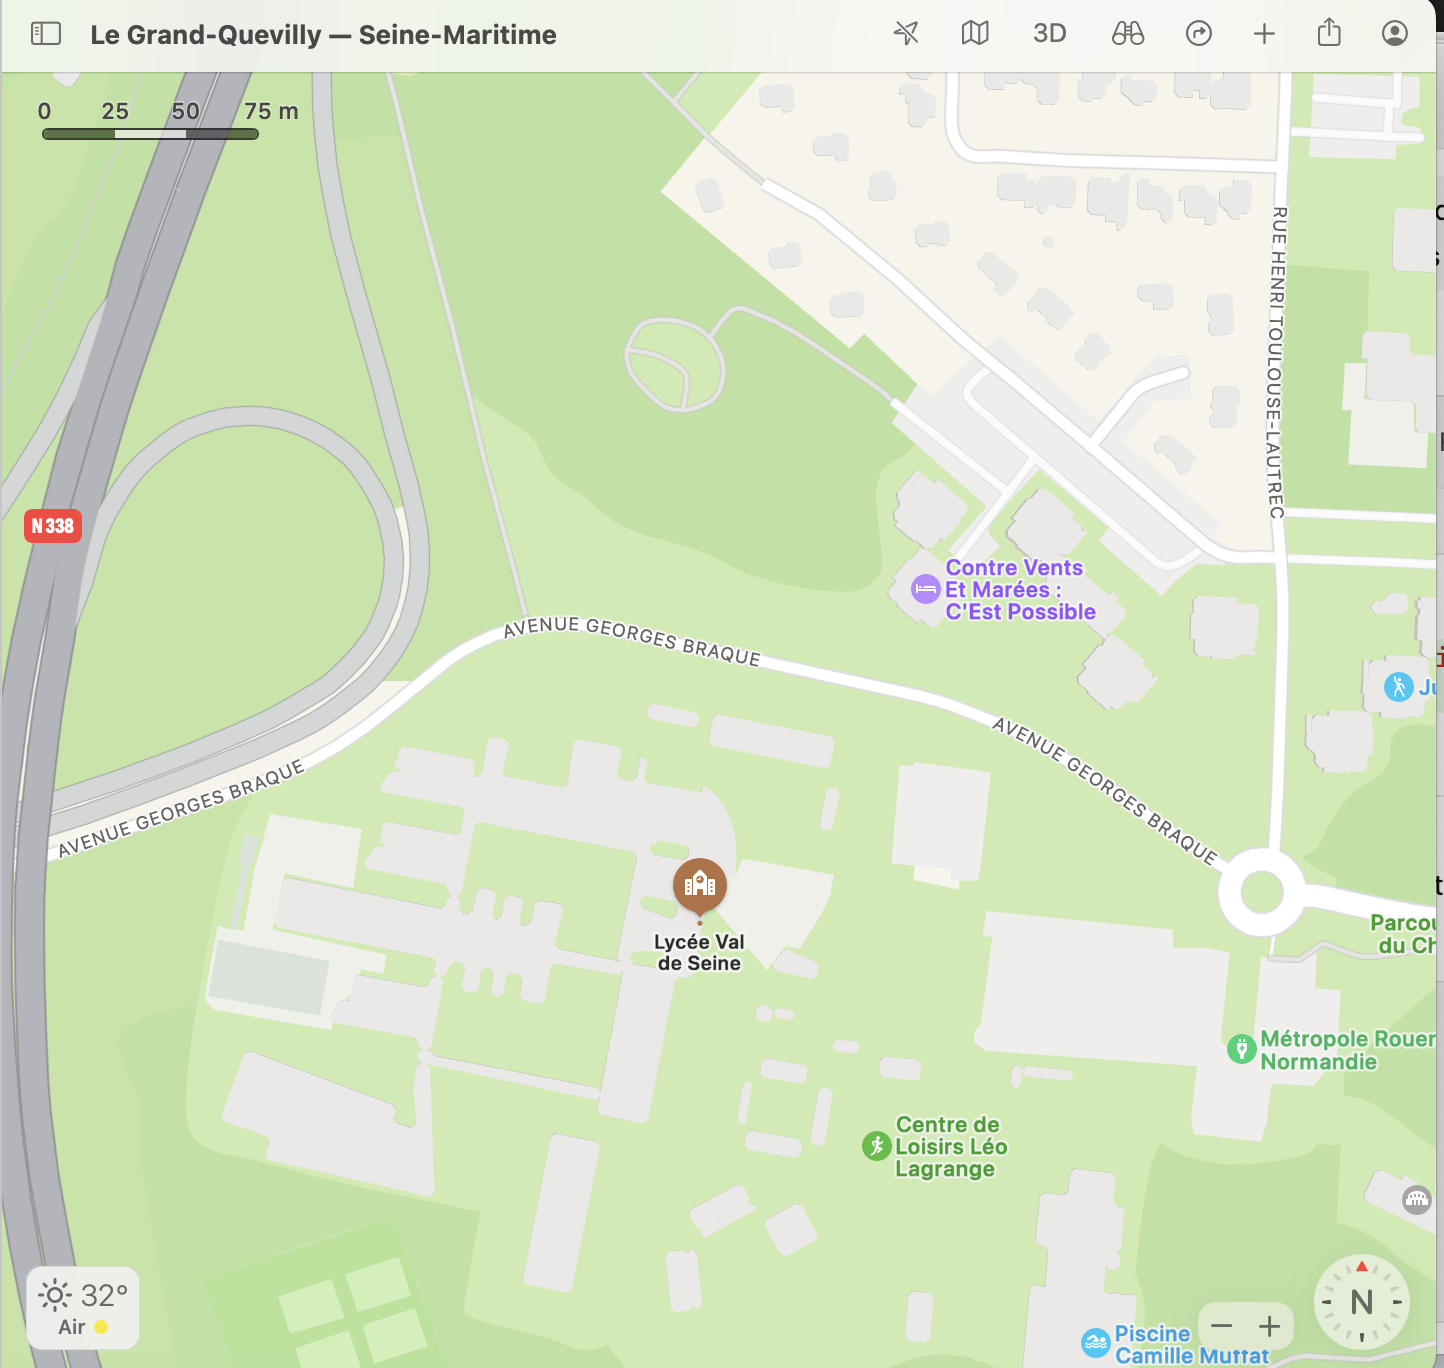 Le Grand-Quevilly — Seine-Maritime
3D
0 25 50 75 m
RUE HENRI TOULOUSE-LAUTREC
N 338
Contre Vents
Et Marées :
C'Est Possible
AVENUE GEORGES BRAQUE
AVENUE GEORGES BRAQUE
AVENUE GEORGES BRAQUE
Lycée Val
de Seine
Métropole Rouen
Normandie
Centre de
Loisirs Léo
Lagrange
Piscine
Camille Muffat
32°
Air
N